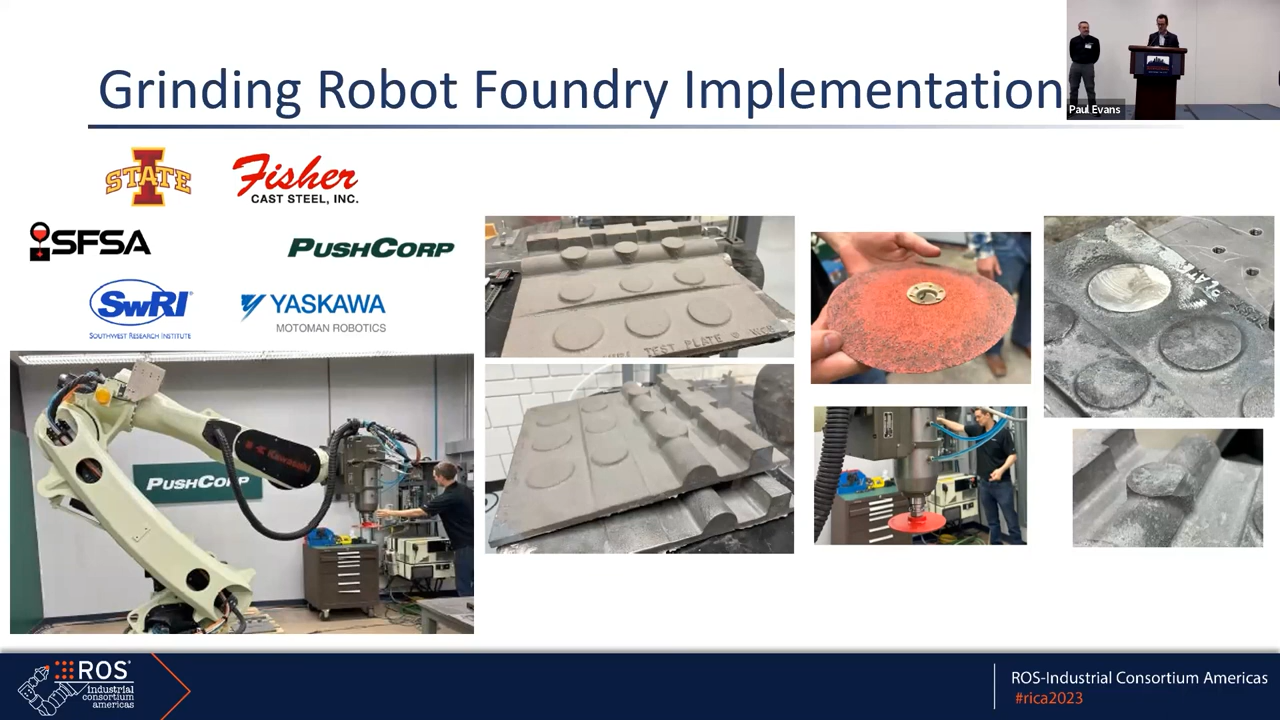 Grinding Robot Foundry Implementation
Paul Evans
STATE
Fisher
CAST STEEL, INC.
SFSA
PUSHCORP
SwRI
SOUTHWEST RESEARCH INSTITUTE
YASKAWA
MOTOMAN ROBOTICS
TEST PLATE
PLATE
Kawasaki
PUSHCORP
ROS
industrial
consortium
americas
ROS-Industrial Consortium Americas
#rica2023